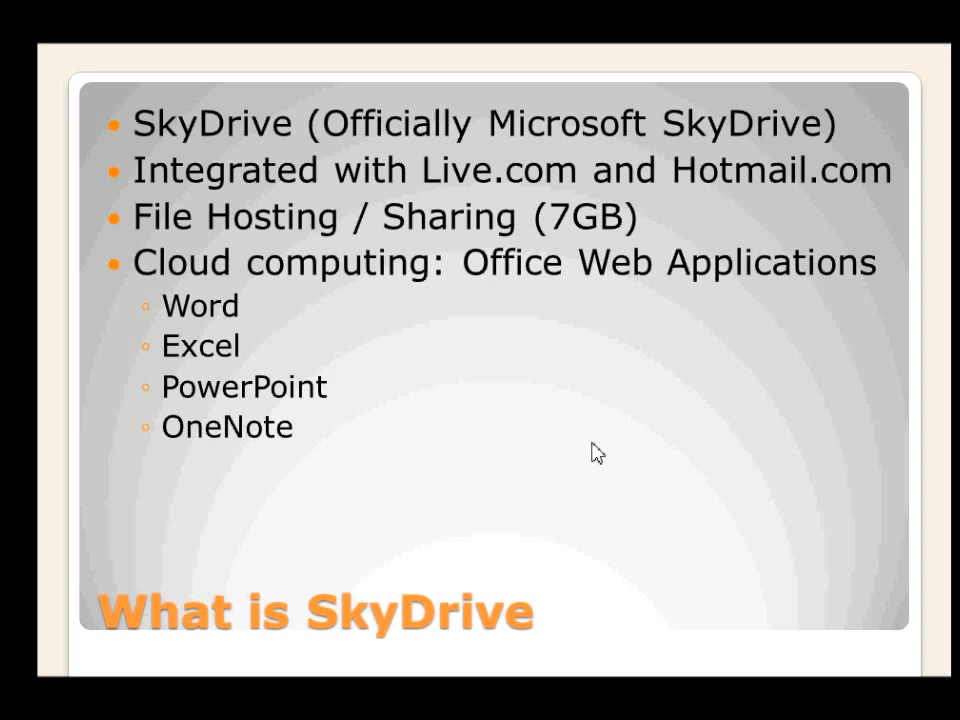 SkyDrive (Officially Microsoft SkyDrive)
Integrated with Live.com and Hotmail.com
File Hosting / Sharing (7GB)
Cloud computing: Office Web Applications
Word
Excel
PowerPoint
OneNote
What is SkyDrive